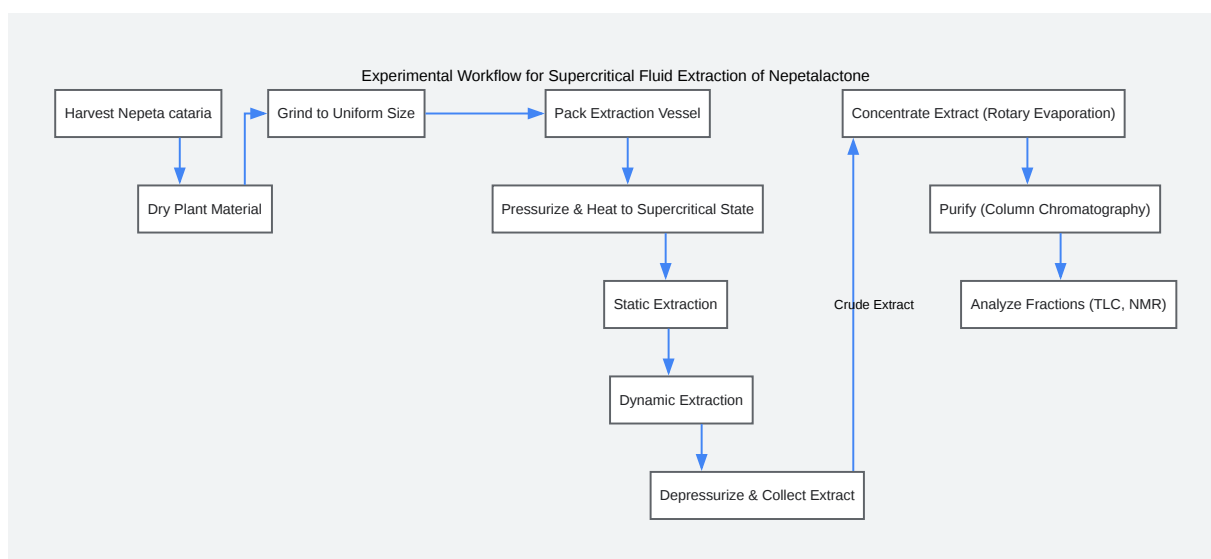 Experimental Workflow for Supercritical Fluid Extraction of Nepetalactone
Harvest Nepeta cataria
Dry Plant Material
Grind to Uniform Size
Pack Extraction Vessel
Pressurize & Heat to Supercritical State
Static Extraction
Dynamic Extraction
Depressurize & Collect Extract
Crude Extract
Concentrate Extract (Rotary Evaporation)
Purify (Column Chromatography)
Analyze Fractions (TLC, NMR)